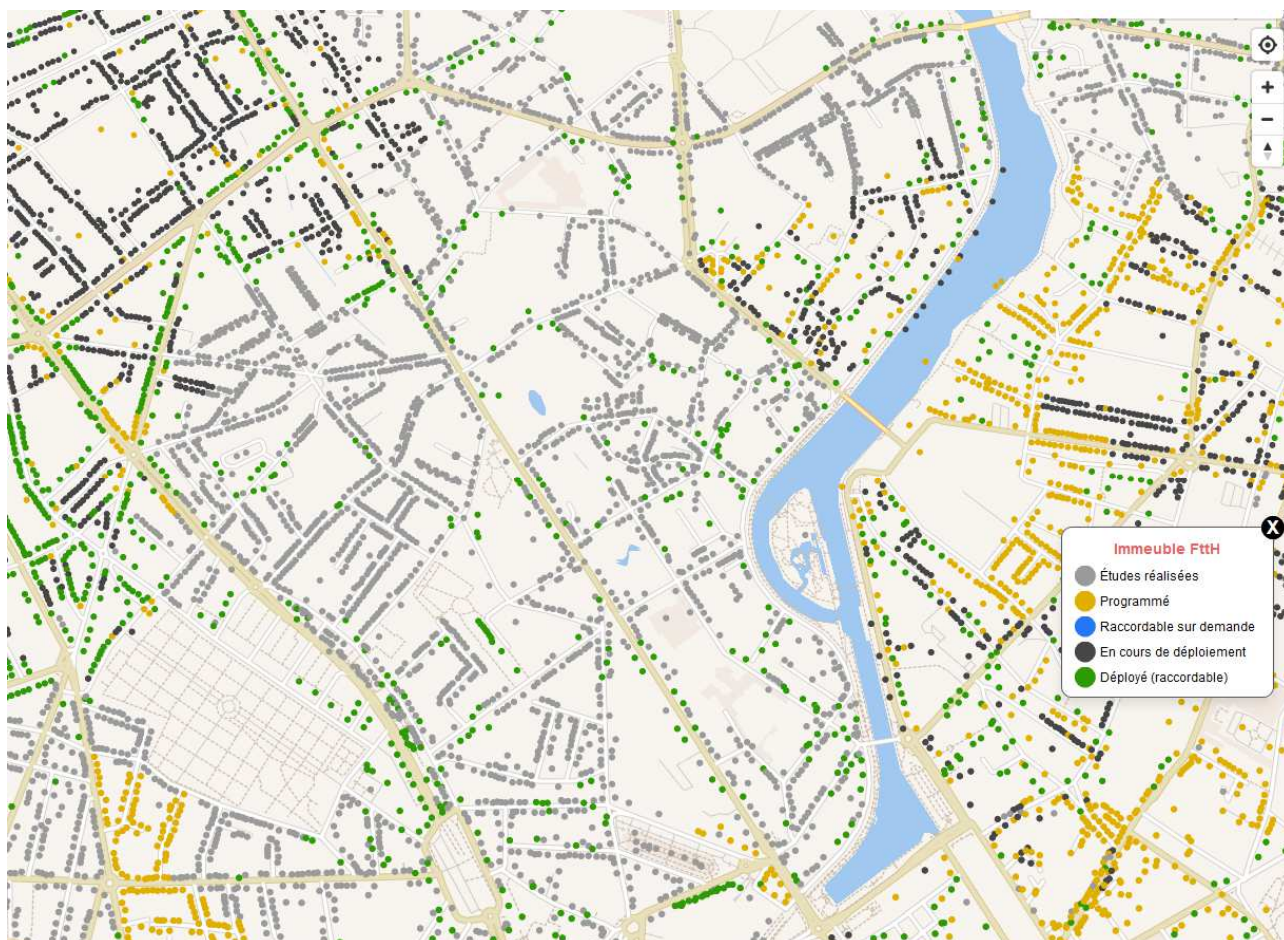 X
Immeuble FttH
Études réalisées
Programmé
Raccordable sur demande
En cours de déploiement
Déployé (raccordable)